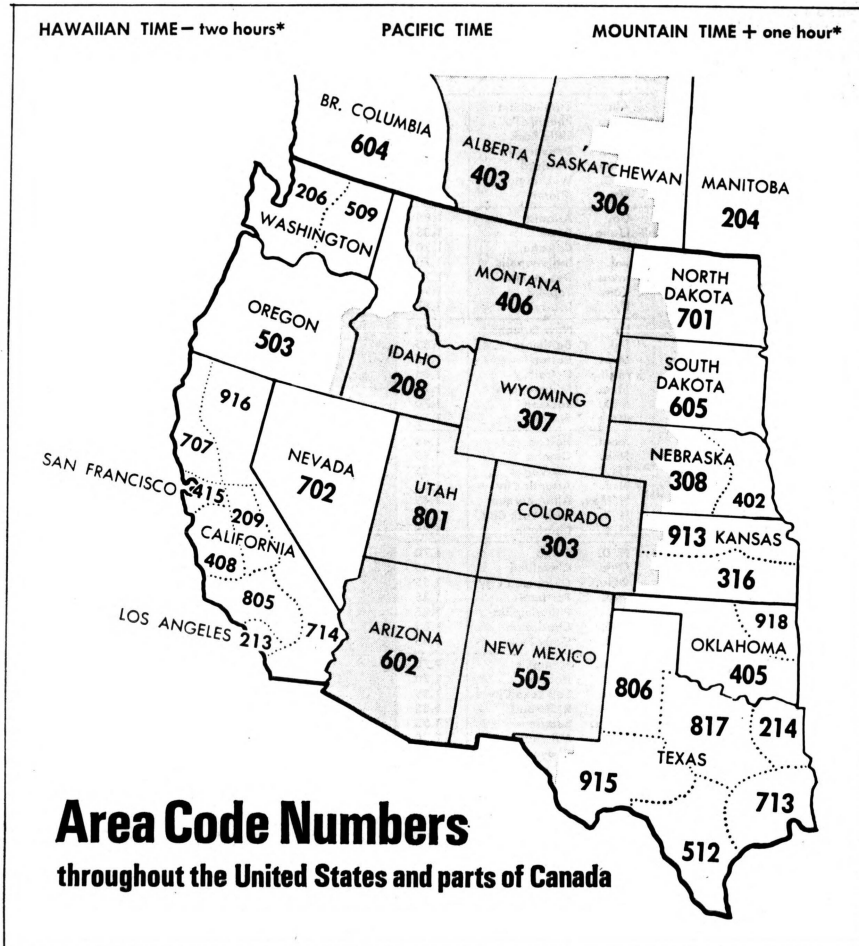 HAWAIIAN TIME – two hours*
PACIFIC TIME
MOUNTAIN TIME + one hour*
BR. COLUMBIA
604
ALBERTA
403
SASKATCHEWAN
306
MANITOBA
204
206
509
WASHINGTON
MONTANA
406
NORTH
DAKOTA
701
OREGON
503
IDAHO
208
WYOMING
307
SOUTH
DAKOTA
605
916
707
NEVADA
702
NEBRASKA
308
402
SAN FRANCISCO
415
209
CALIFORNIA
408
UTAH
801
COLORADO
303
913 KANSAS
316
805
LOS ANGELES 213
714
ARIZONA
602
NEW MEXICO
505
918
OKLAHOMA
405
806
817
214
TEXAS
915
713
512
Area Code Numbers
throughout the United States and parts of Canada